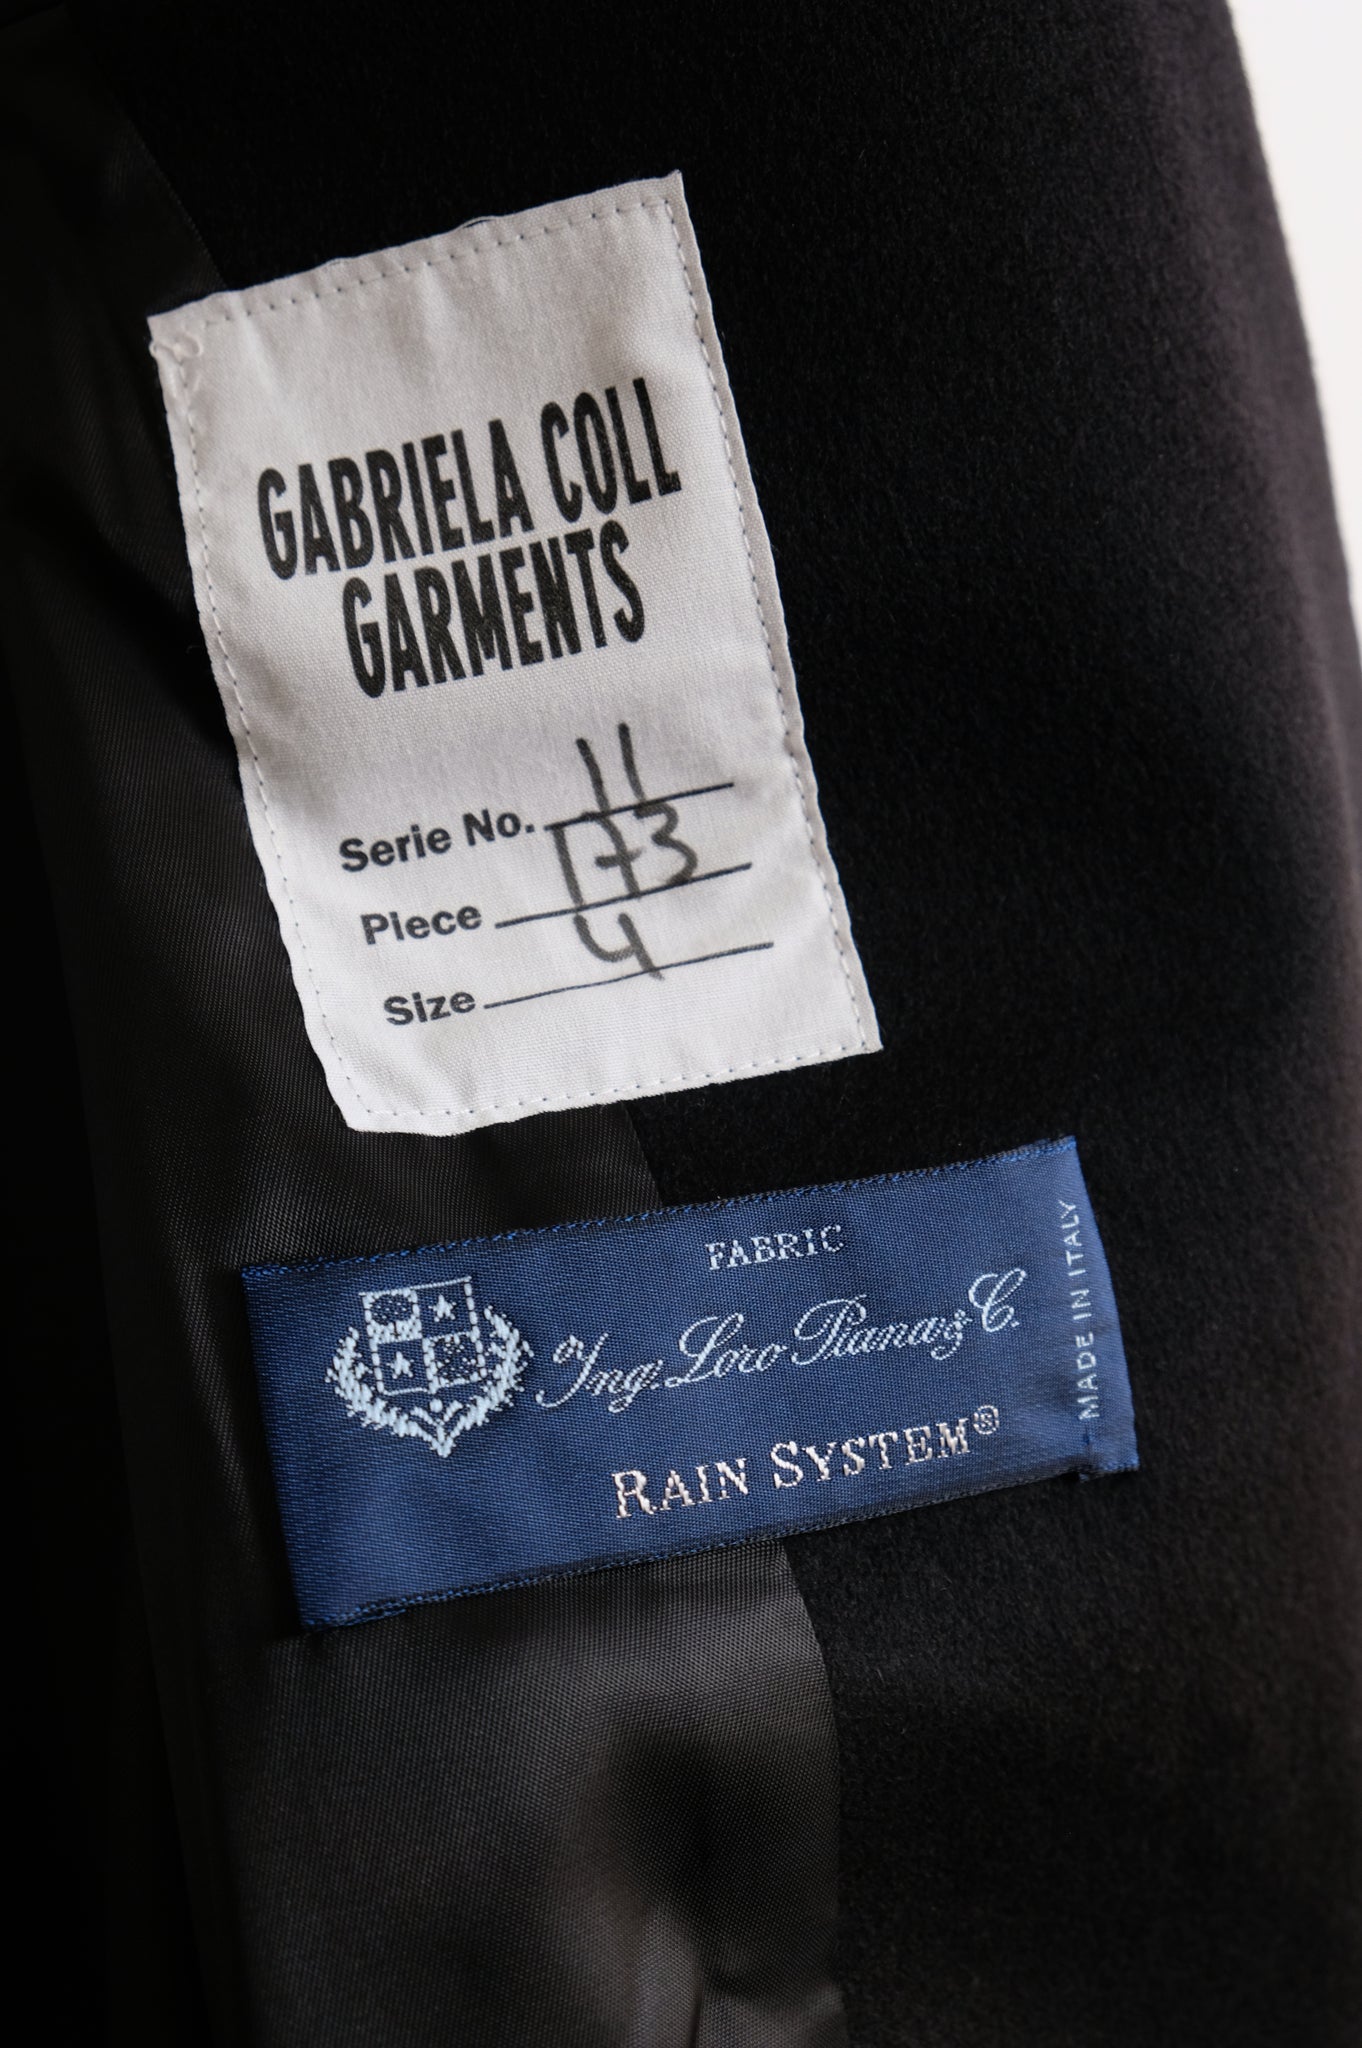 GABRIELA COLL
GARMENTS
Serie No. 11
Piece 173
Size 4
FABRIC
Ing. Loro Piana & C.
RAIN SYSTEM®
MADE IN ITALY